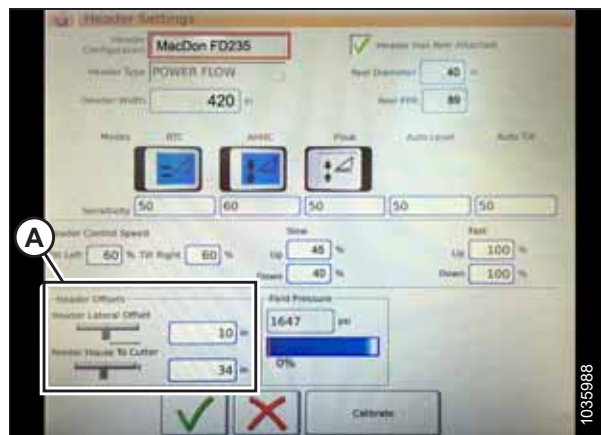 Header Settings
Header Configuration MacDon FD235 Header Has Reel Attached
Header Type POWER FLOW Reel Diameter 40 in
Header Width 420 in Reel PPR 89
Modes RTC AHHC Float Auto Level Auto Tilt
Sensitivity 50 60 50 50 50
Header Control Speed Slow Fast
Tilt Left 60 % Tilt Right 60 % Up 45 % Up 100 %
Down 40 % Down 100 %
A
Header Offsets Field Pressure
Header Lateral Offset 10 in 1647 psi
Feeder House To Cutter 34 in 0%
Calibrate
1035988